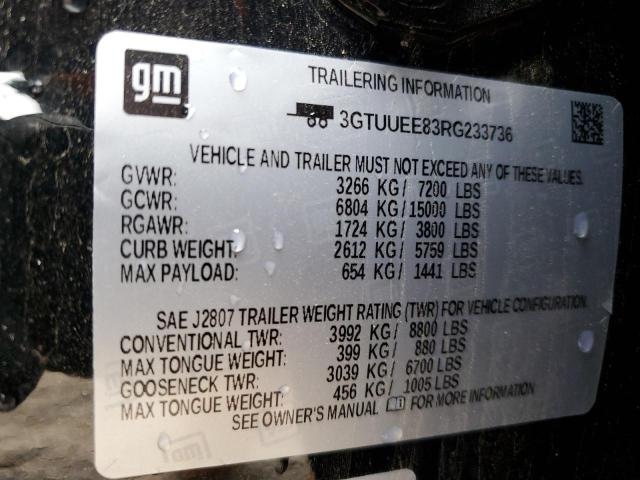 gm
TRAILERING INFORMATION
3GTUUEE83RG233736
VEHICLE AND TRAILER MUST NOT EXCEED ANY OF THESE VALUES.
GVWR: 3266 KG / 7200 LBS
GCWR: 6804 KG / 15000 LBS
RGAWR: 1724 KG / 3800 LBS
CURB WEIGHT: 2612 KG / 5759 LBS
MAX PAYLOAD: 654 KG / 1441 LBS
SAE J2807 TRAILER WEIGHT RATING (TWR) FOR VEHICLE CONFIGURATION.
CONVENTIONAL TWR: 3992 KG / 8800 LBS
MAX TONGUE WEIGHT: 399 KG / 880 LBS
GOOSENECK TWR: 3039 KG / 6700 LBS
MAX TONGUE WEIGHT: 456 KG / 1005 LBS
SEE OWNER'S MANUAL FOR MORE INFORMATION
gm